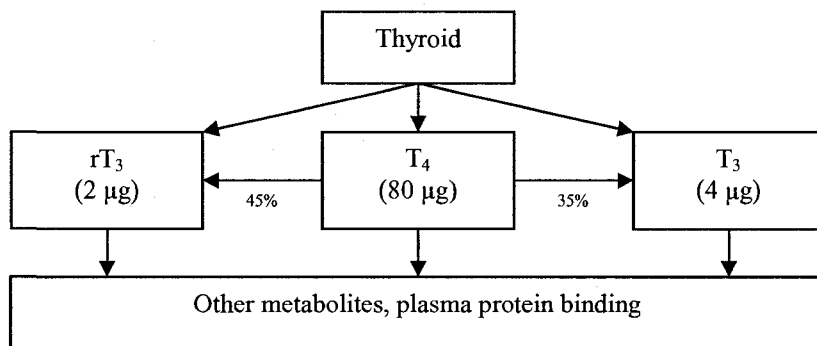 Thyroid
rT₃
(2 µg)
T₄
(80 µg)
T₃
(4 µg)
45%
35%
Other metabolites, plasma protein binding